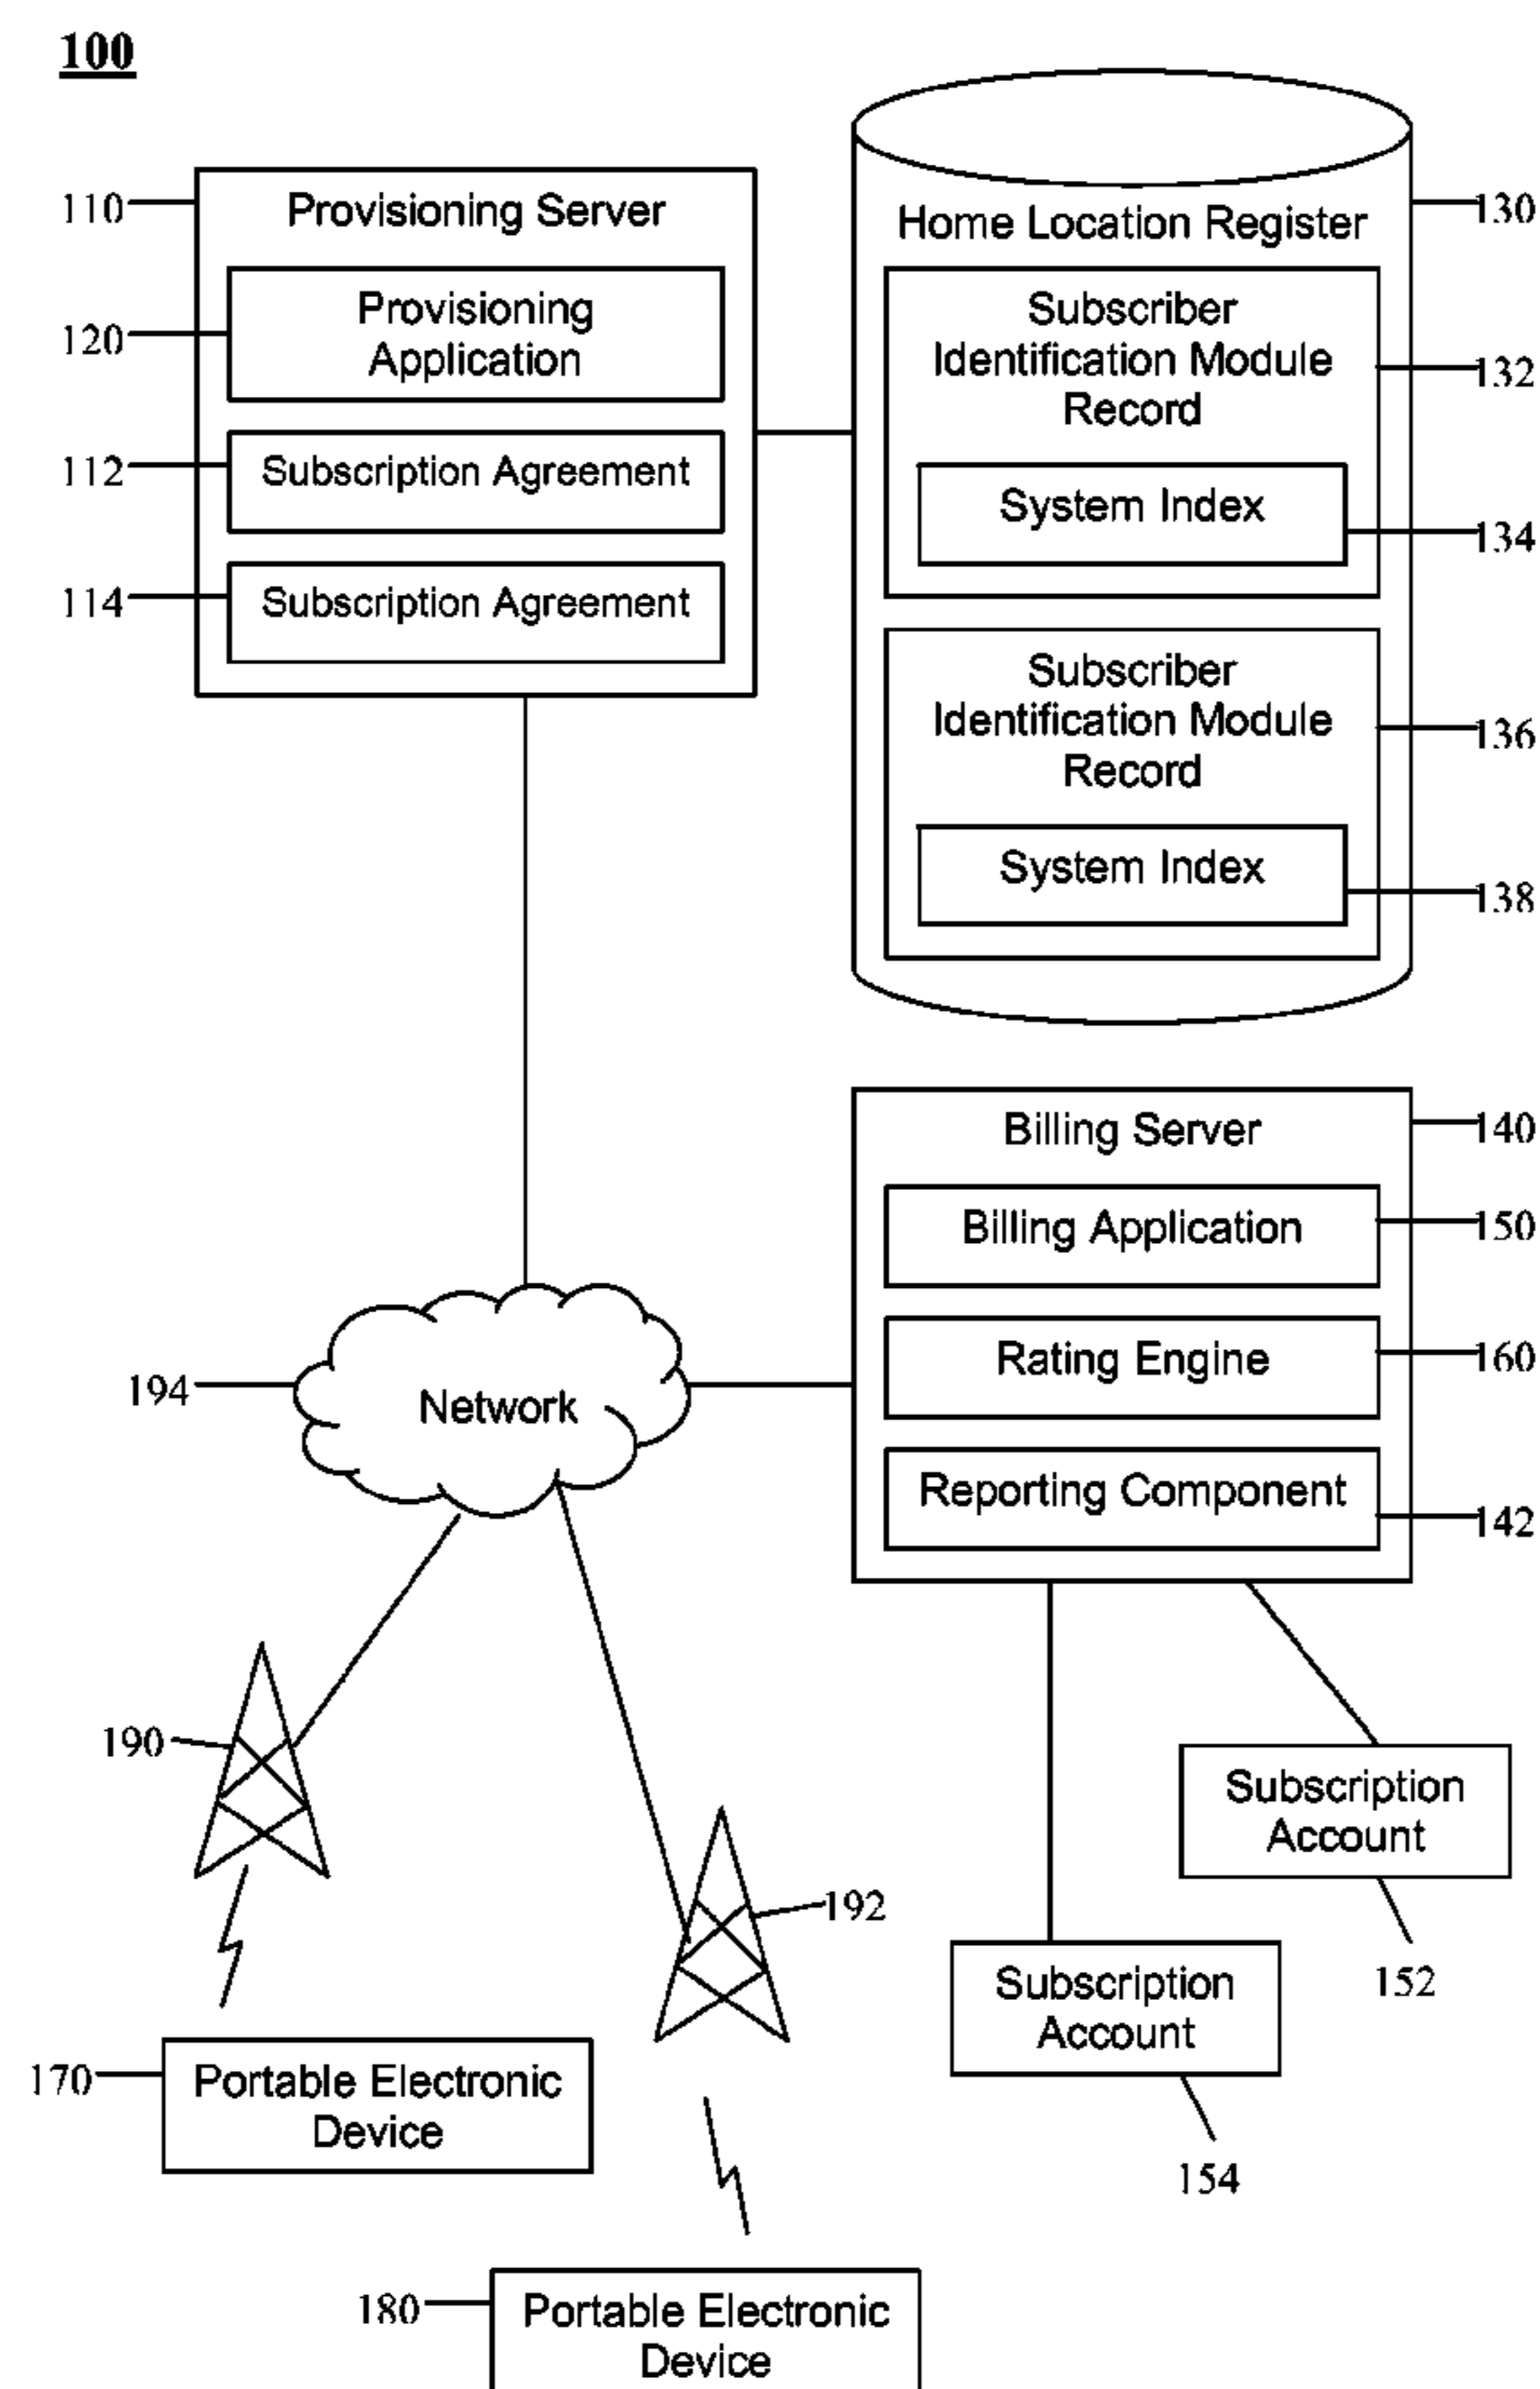 100
110
Provisioning Server
120
Provisioning
Application
112
Subscription Agreement
114
Subscription Agreement
Home Location Register
130
Subscriber
Identification Module
Record
132
System Index
134
Subscriber
Identification Module
Record
136
System Index
138
Billing Server
140
Billing Application
150
Rating Engine
160
Reporting Component
142
194
Network
190
192
Subscription
Account
152
Subscription
Account
154
170
Portable Electronic
Device
180
Portable Electronic
Device